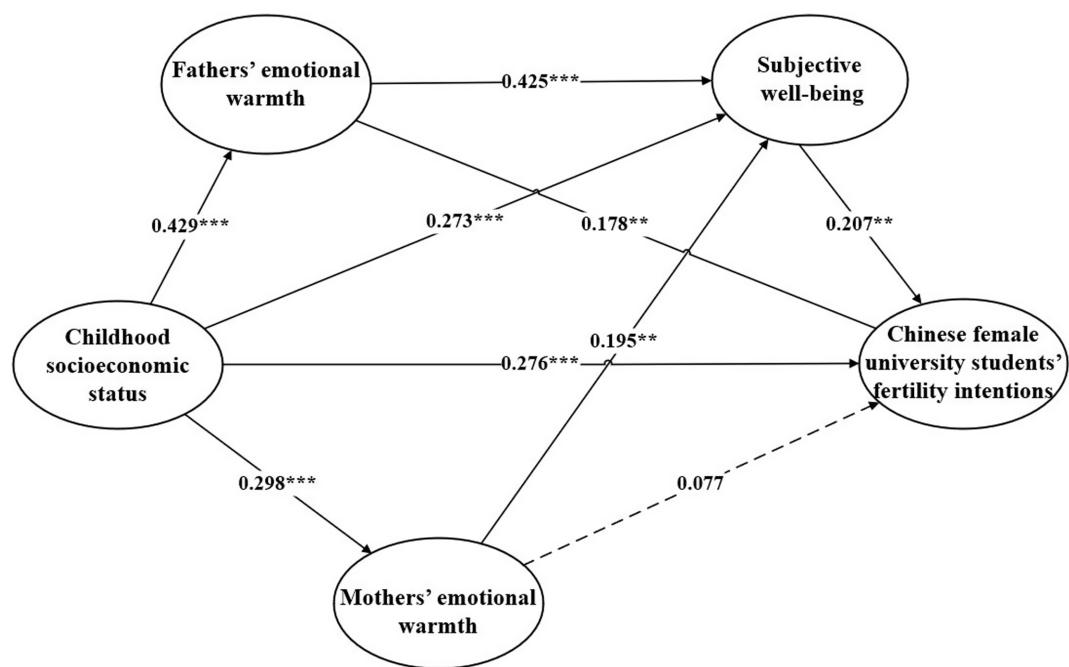 Fathers’ emotional
warmth
Subjective
well-being
0.425***
0.429***
0.273***
0.178**
0.207**
Childhood
socioeconomic
status
0.195**
0.276***
Chinese female
university students’
fertility intentions
0.298***
0.077
Mothers’ emotional
warmth